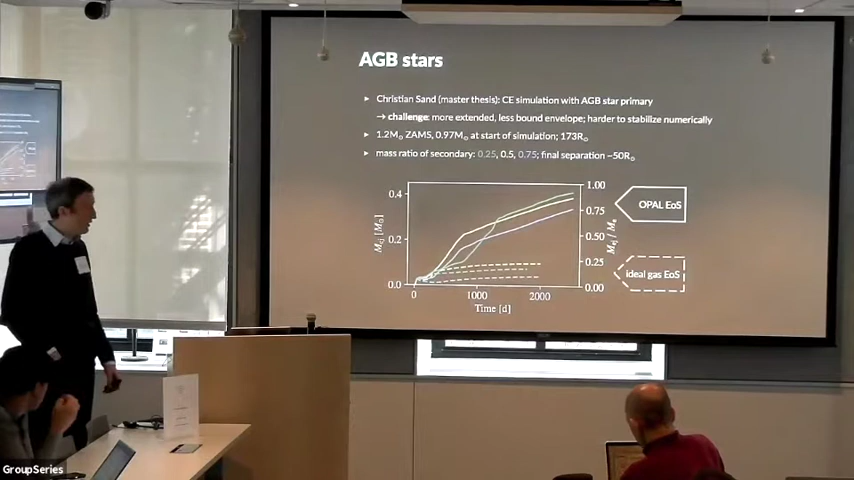 AGB stars
▸ Christian Sand (master thesis): CE simulation with AGB star primary
→ challenge: more extended, less bound envelope; harder to stabilize numerically
▸ 1.2M⊙ ZAMS, 0.97M⊙ at start of simulation; 173R⊙
▸ mass ratio of secondary: 0.25, 0.5, 0.75; final separation ~50R⊙
0.4
0.2
0.0
Mej [M⊙]
1.00
0.75
0.50
0.25
0.00
OPAL EoS
ideal gas EoS
0
1000
2000
Time [d]
GroupSeries